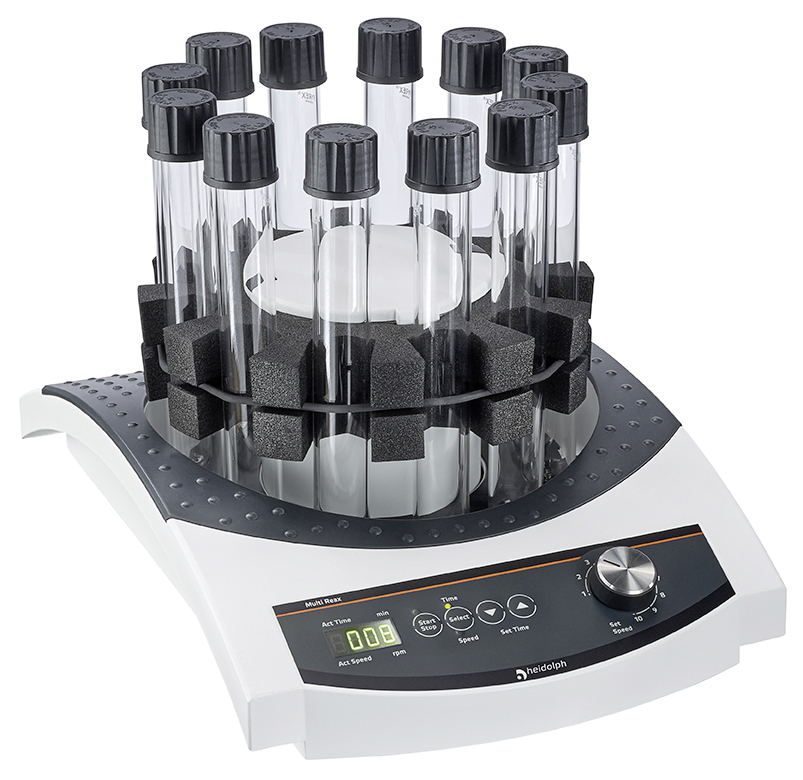 Multi Reax
Act Time min
008
Act Speed rpm
Start
Stop
Time
Select
Speed
Set Time
1 2 3 7 8 9 10
Set
Speed
heidolph